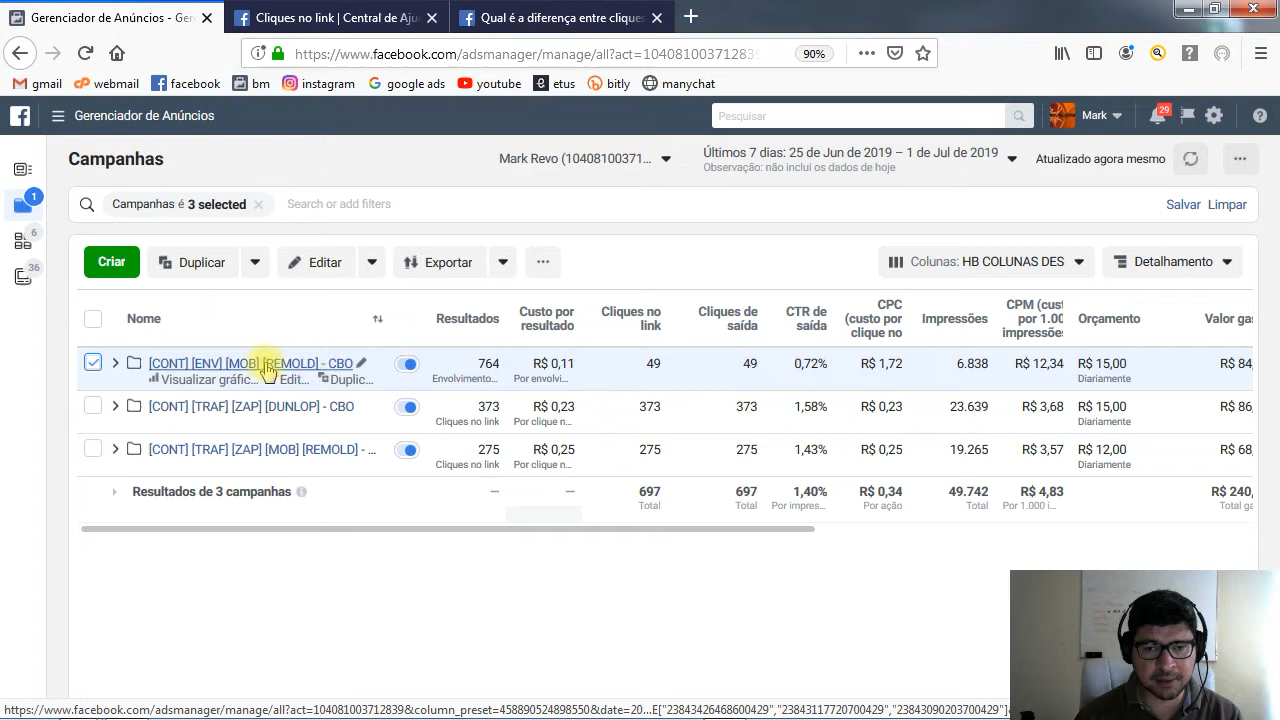 Gerenciador de Anúncios - Ger
Cliques no link | Central de Aju
Qual é a diferença entre cliques
https://www.facebook.com/adsmanager/manage/all?act=104081003712839
90%
gmail
webmail
facebook
bm
instagram
google ads
youtube
etus
bitly
manychat
Gerenciador de Anúncios
Pesquisar
Mark
29
Campanhas
Mark Revo (10408100371...
Últimos 7 dias: 25 de Jun de 2019 – 1 de Jul de 2019
Observação: não inclui os dados de hoje
Atualizado agora mesmo
1
6
36
Campanhas é 3 selected
Search or add filters
Salvar
Limpar
Criar
Duplicar
Editar
Exportar
Colunas: HB COLUNAS DES
Detalhamento
Nome
Resultados
Custo por resultado
Cliques no link
Cliques de saída
CTR de saída
CPC (custo por clique no
Impressões
CPM (cust por 1.000 impressões
Orçamento
Valor gas
[CONT] [ENV] [MOB] [REMOLD] - CBO
Visualizar gráfic...
Edit...
Duplic...
764
Envolvimento...
R$ 0,11
Por envolvi...
49
49
0,72%
R$ 1,72
6.838
R$ 12,34
R$ 15,00
Diariamente
R$ 84,
[CONT] [TRAF] [ZAP] [DUNLOP] - CBO
373
Cliques no link
R$ 0,23
Por clique n...
373
373
1,58%
R$ 0,23
23.639
R$ 3,68
R$ 15,00
Diariamente
R$ 86,
[CONT] [TRAF] [ZAP] [MOB] [REMOLD] - ...
275
Cliques no link
R$ 0,25
Por clique n...
275
275
1,43%
R$ 0,25
19.265
R$ 3,57
R$ 12,00
Diariamente
R$ 68,
Resultados de 3 campanhas
—
—
697
Total
697
Total
1,40%
Por impres...
R$ 0,34
Por ação
49.742
Total
R$ 4,83
Por 1.000 i...
R$ 240,
Total ga
https://www.facebook.com/adsmanager/manage/all?act=104081003712839&column_preset=458890524898550&date=20...E["23843426468600429","23843117720700429","23843090203700429"]